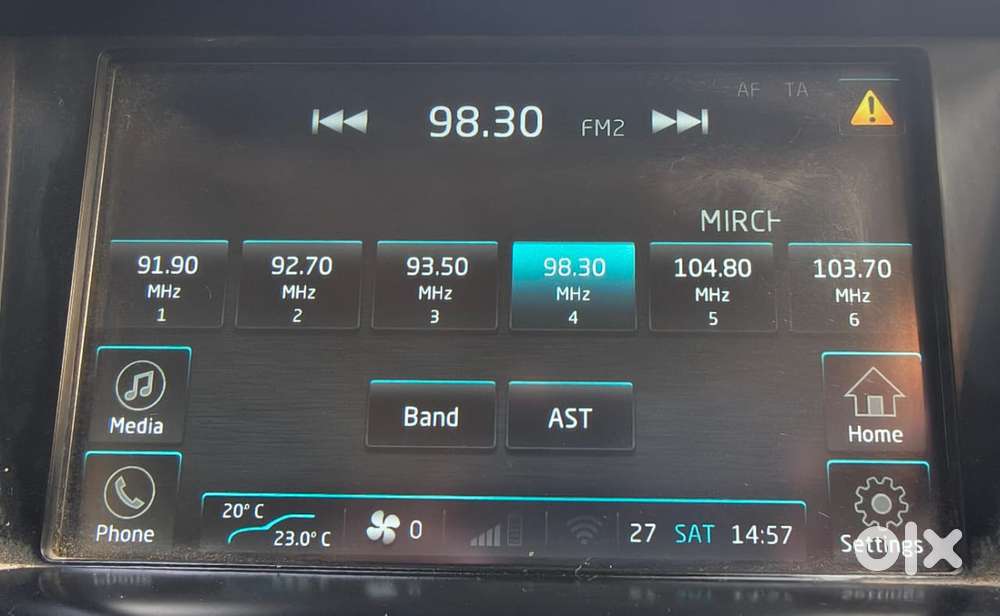 AF TA
98.30 FM2
MIRCH
91.90 92.70 93.50 98.30 104.80 103.70
MHz MHz MHz MHz MHz MHz
1 2 3 4 5 6
Media
Band AST
Home
Phone
20° C
23.0° C
0
27 SAT 14:57
Settings
olx